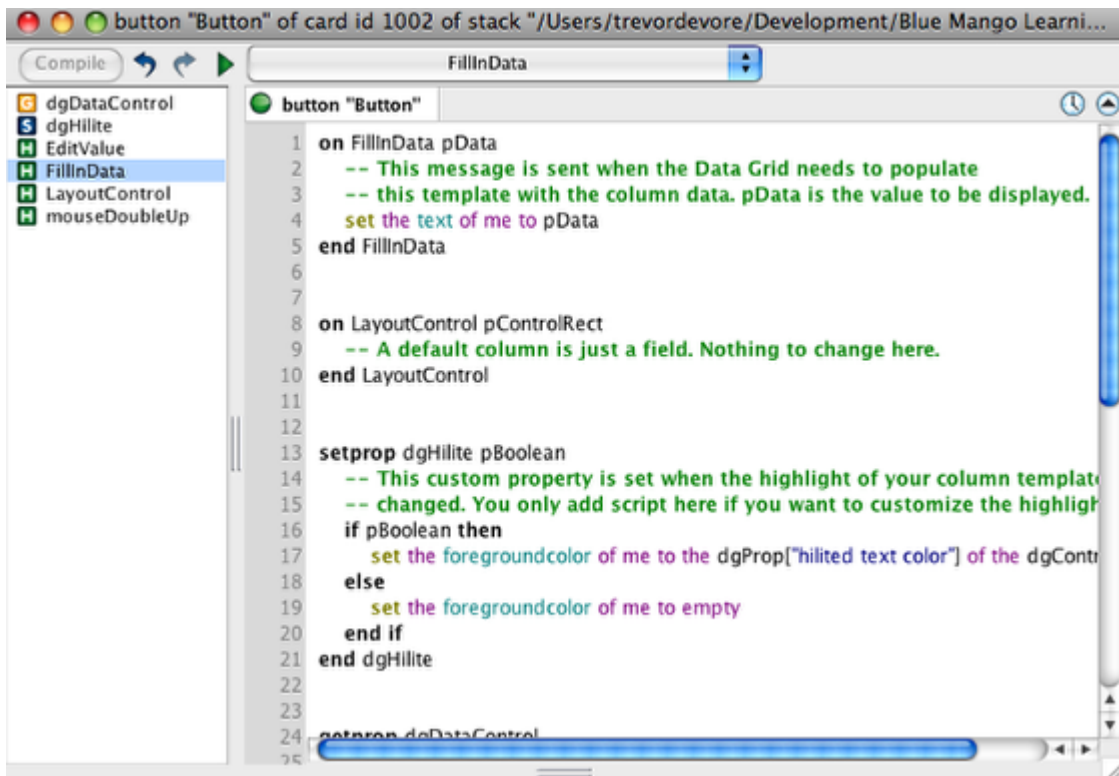 button "Button" of card id 1002 of stack "/Users/trevordevore/Development/Blue Mango Learni...
Compile
FillInData
G dgDataControl
S dgHilite
H EditValue
H FillInData
H LayoutControl
H mouseDoubleUp
button "Button"
1 on FillInData pData
2 -- This message is sent when the Data Grid needs to populate
3 -- this template with the column data. pData is the value to be displayed.
4 set the text of me to pData
5 end FillInData
6
7
8 on LayoutControl pControlRect
9 -- A default column is just a field. Nothing to change here.
10 end LayoutControl
11
12
13 setprop dgHilite pBoolean
14 -- This custom property is set when the highlight of your column templat
15 -- changed. You only add script here if you want to customize the highligh
16 if pBoolean then
17 set the foregroundcolor of me to the dgProp["hilited text color"] of the dgContr
18 else
19 set the foregroundcolor of me to empty
20 end if
21 end dgHilite
22
23
24 getprop dgDataControl
25